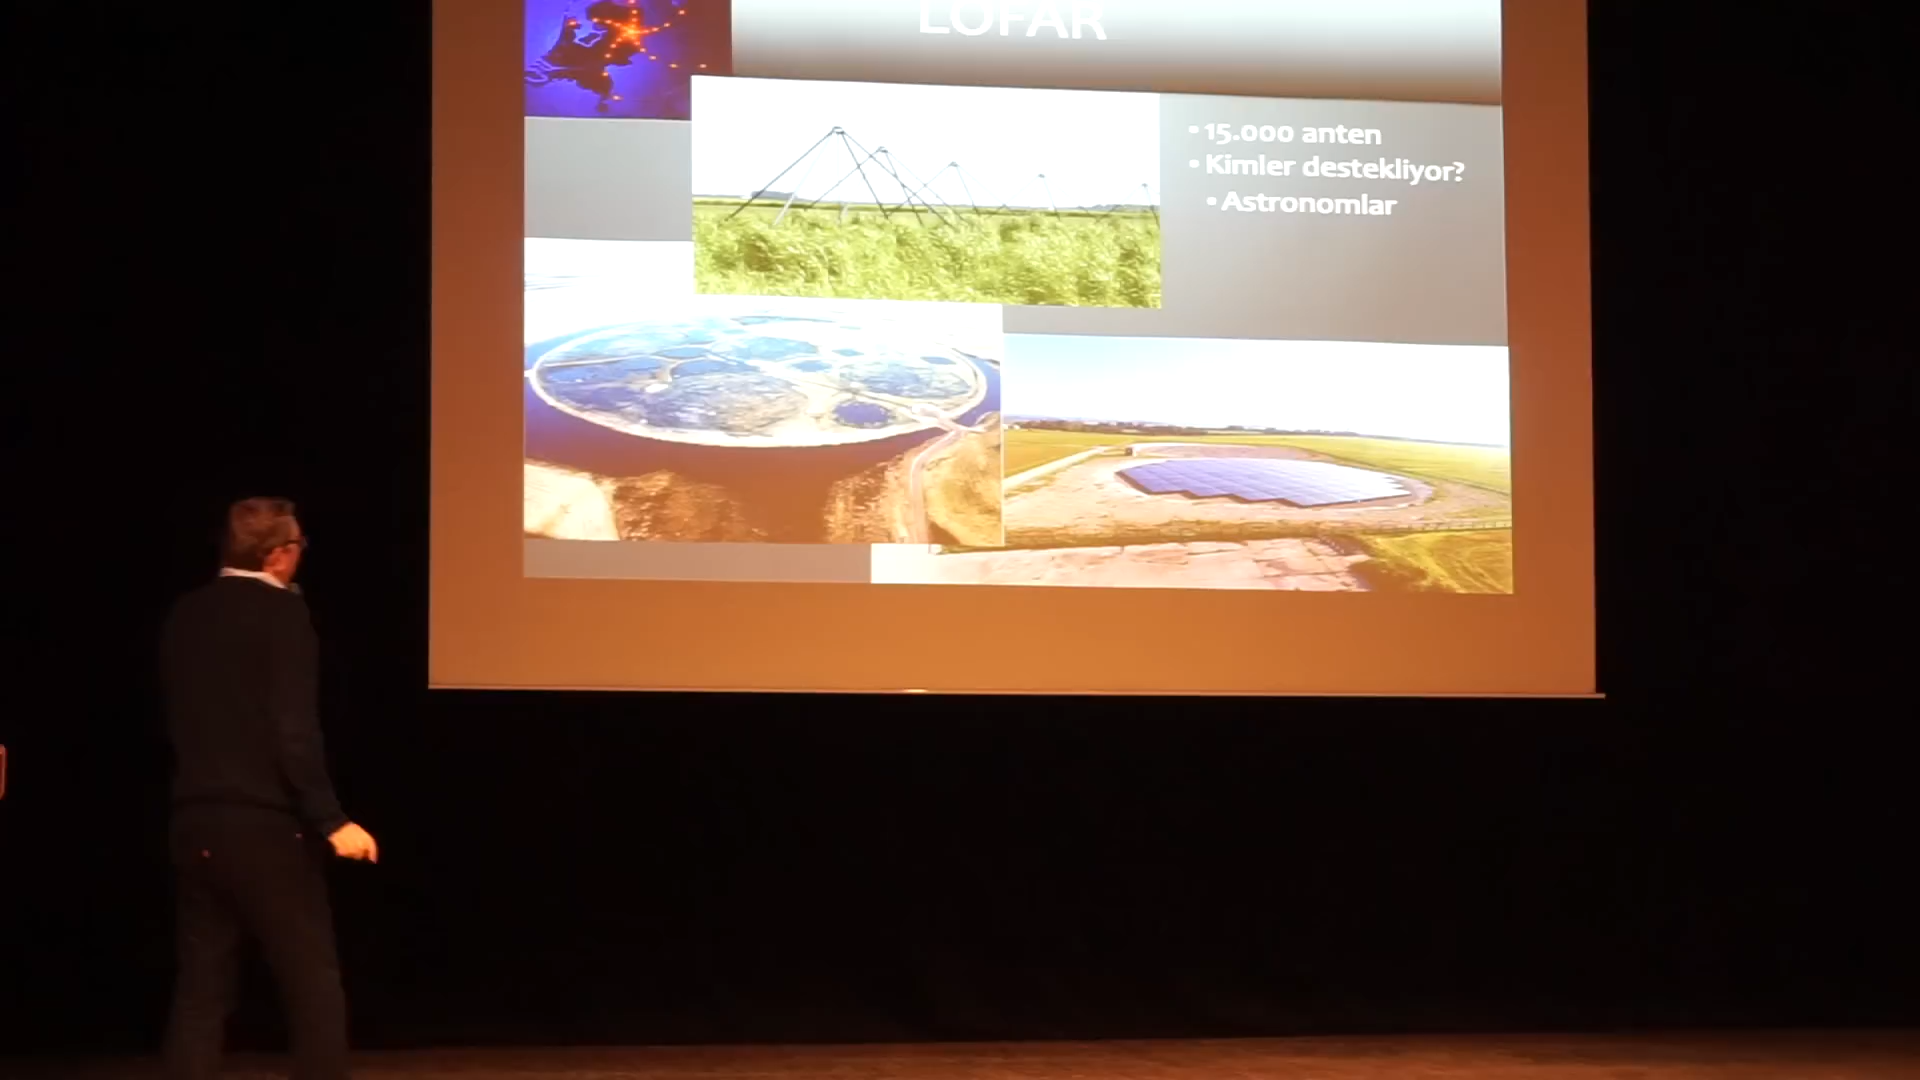 LOFAR
• 15.000 anten
• Kimler destekliyor?
• Astronomlar